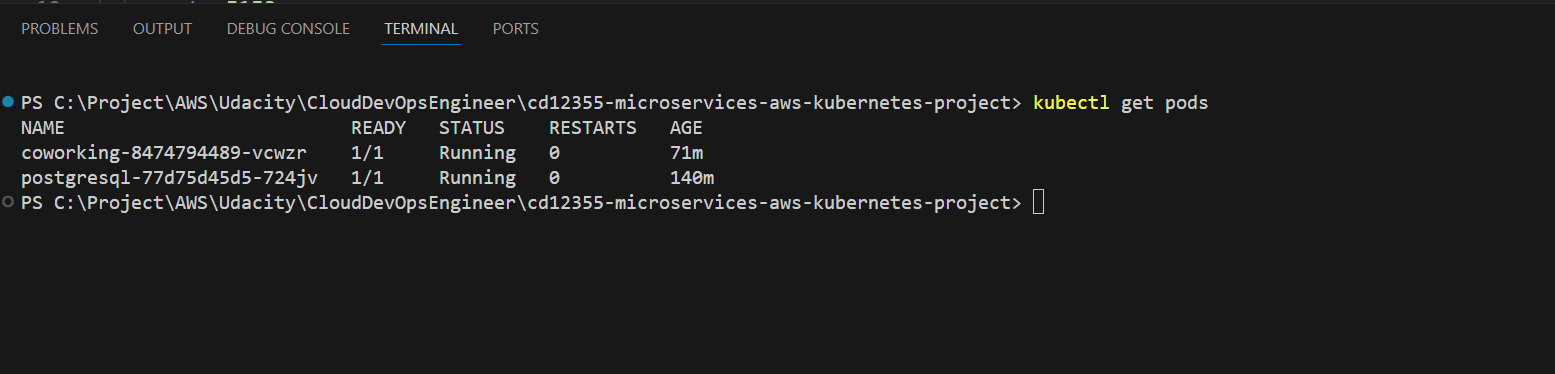 PROBLEMS OUTPUT DEBUG CONSOLE TERMINAL PORTS
PS C:\Project\AWS\Udacity\CloudDevOpsEngineer\cd12355-microservices-aws-kubernetes-project> kubectl get pods
NAME READY STATUS RESTARTS AGE
coworking-8474794489-vcwzr 1/1 Running 0 71m
postgresql-77d75d45d5-724jv 1/1 Running 0 140m
PS C:\Project\AWS\Udacity\CloudDevOpsEngineer\cd12355-microservices-aws-kubernetes-project>